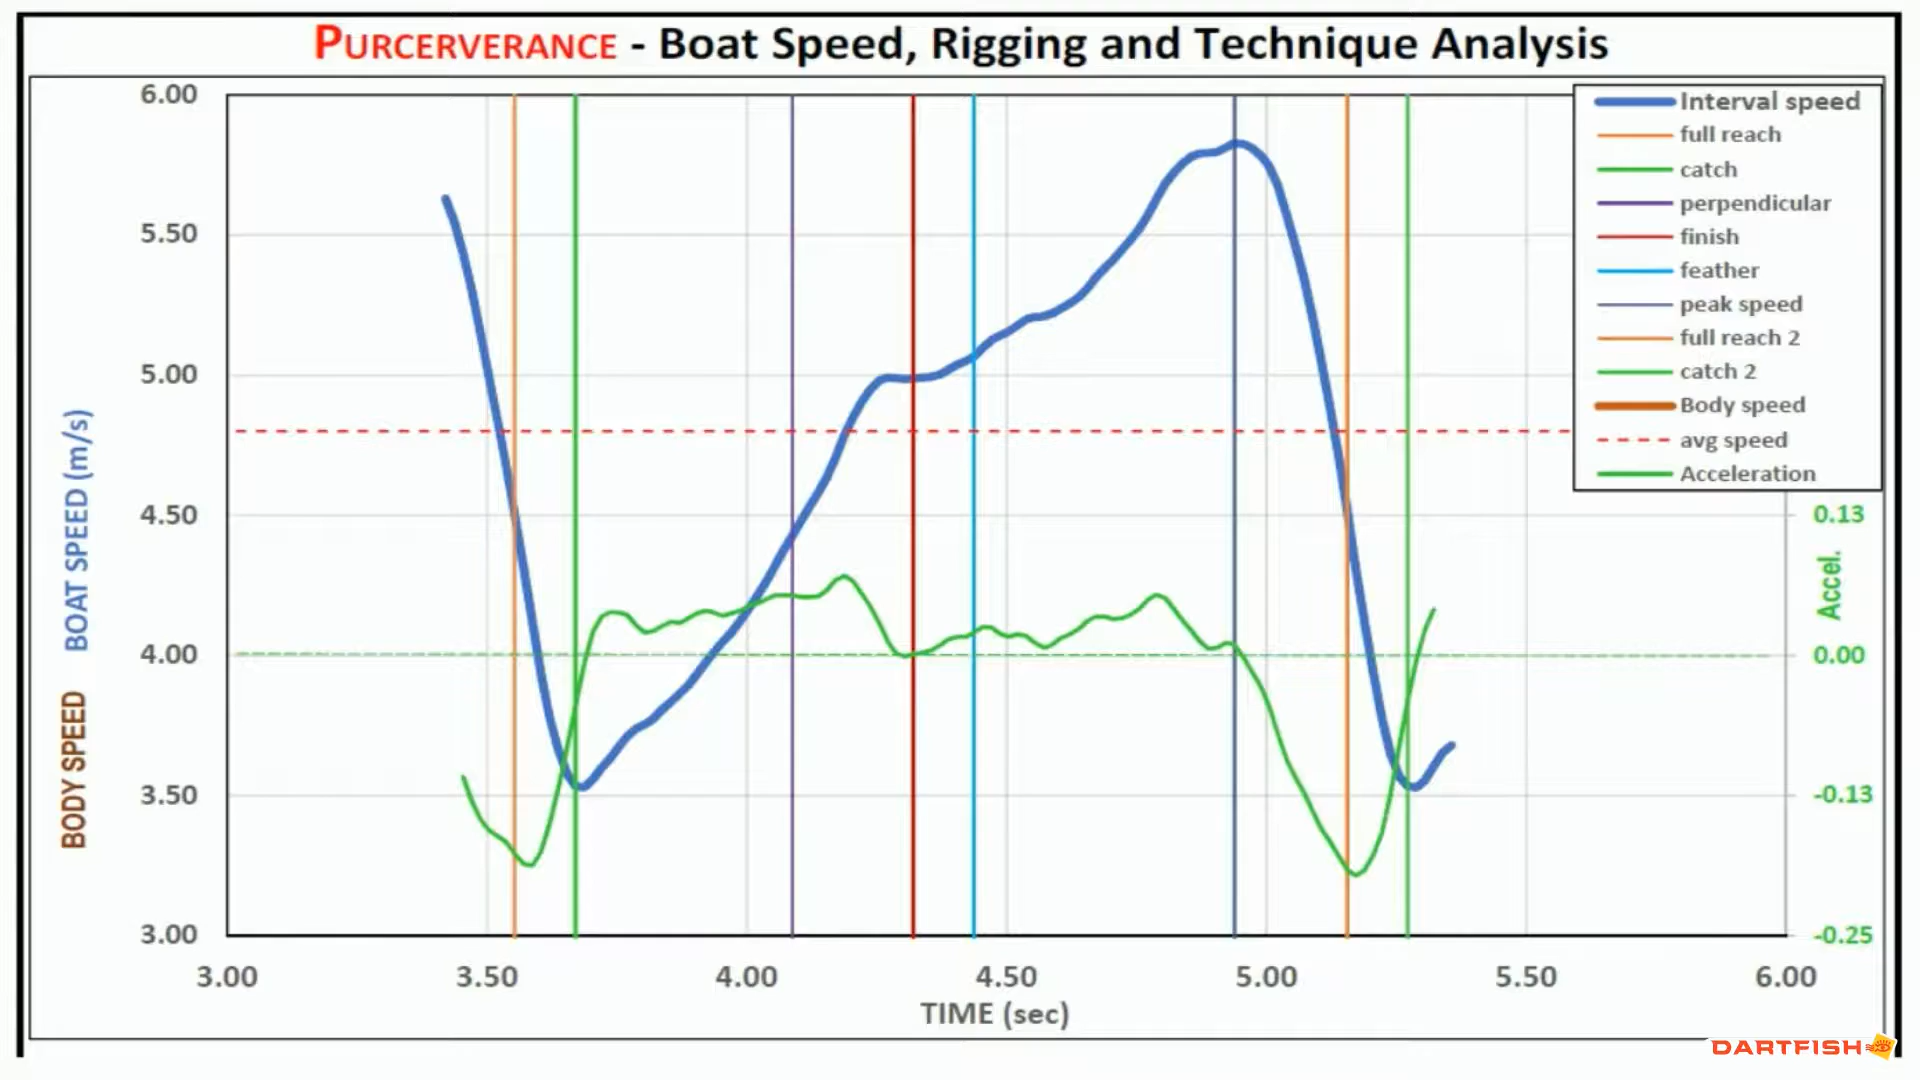 PURCERVERANCE - Boat Speed, Rigging and Technique Analysis
6.00
5.50
5.00
4.50
4.00
3.50
3.00
BOAT SPEED (m/s)
BODY SPEED
3.00 3.50 4.00 4.50 5.00 5.50 6.00
TIME (sec)
Interval speed
full reach
catch
perpendicular
finish
feather
peak speed
full reach 2
catch 2
Body speed
avg speed
Acceleration
0.13
0.00
-0.13
-0.25
Accel.
DARTFISH